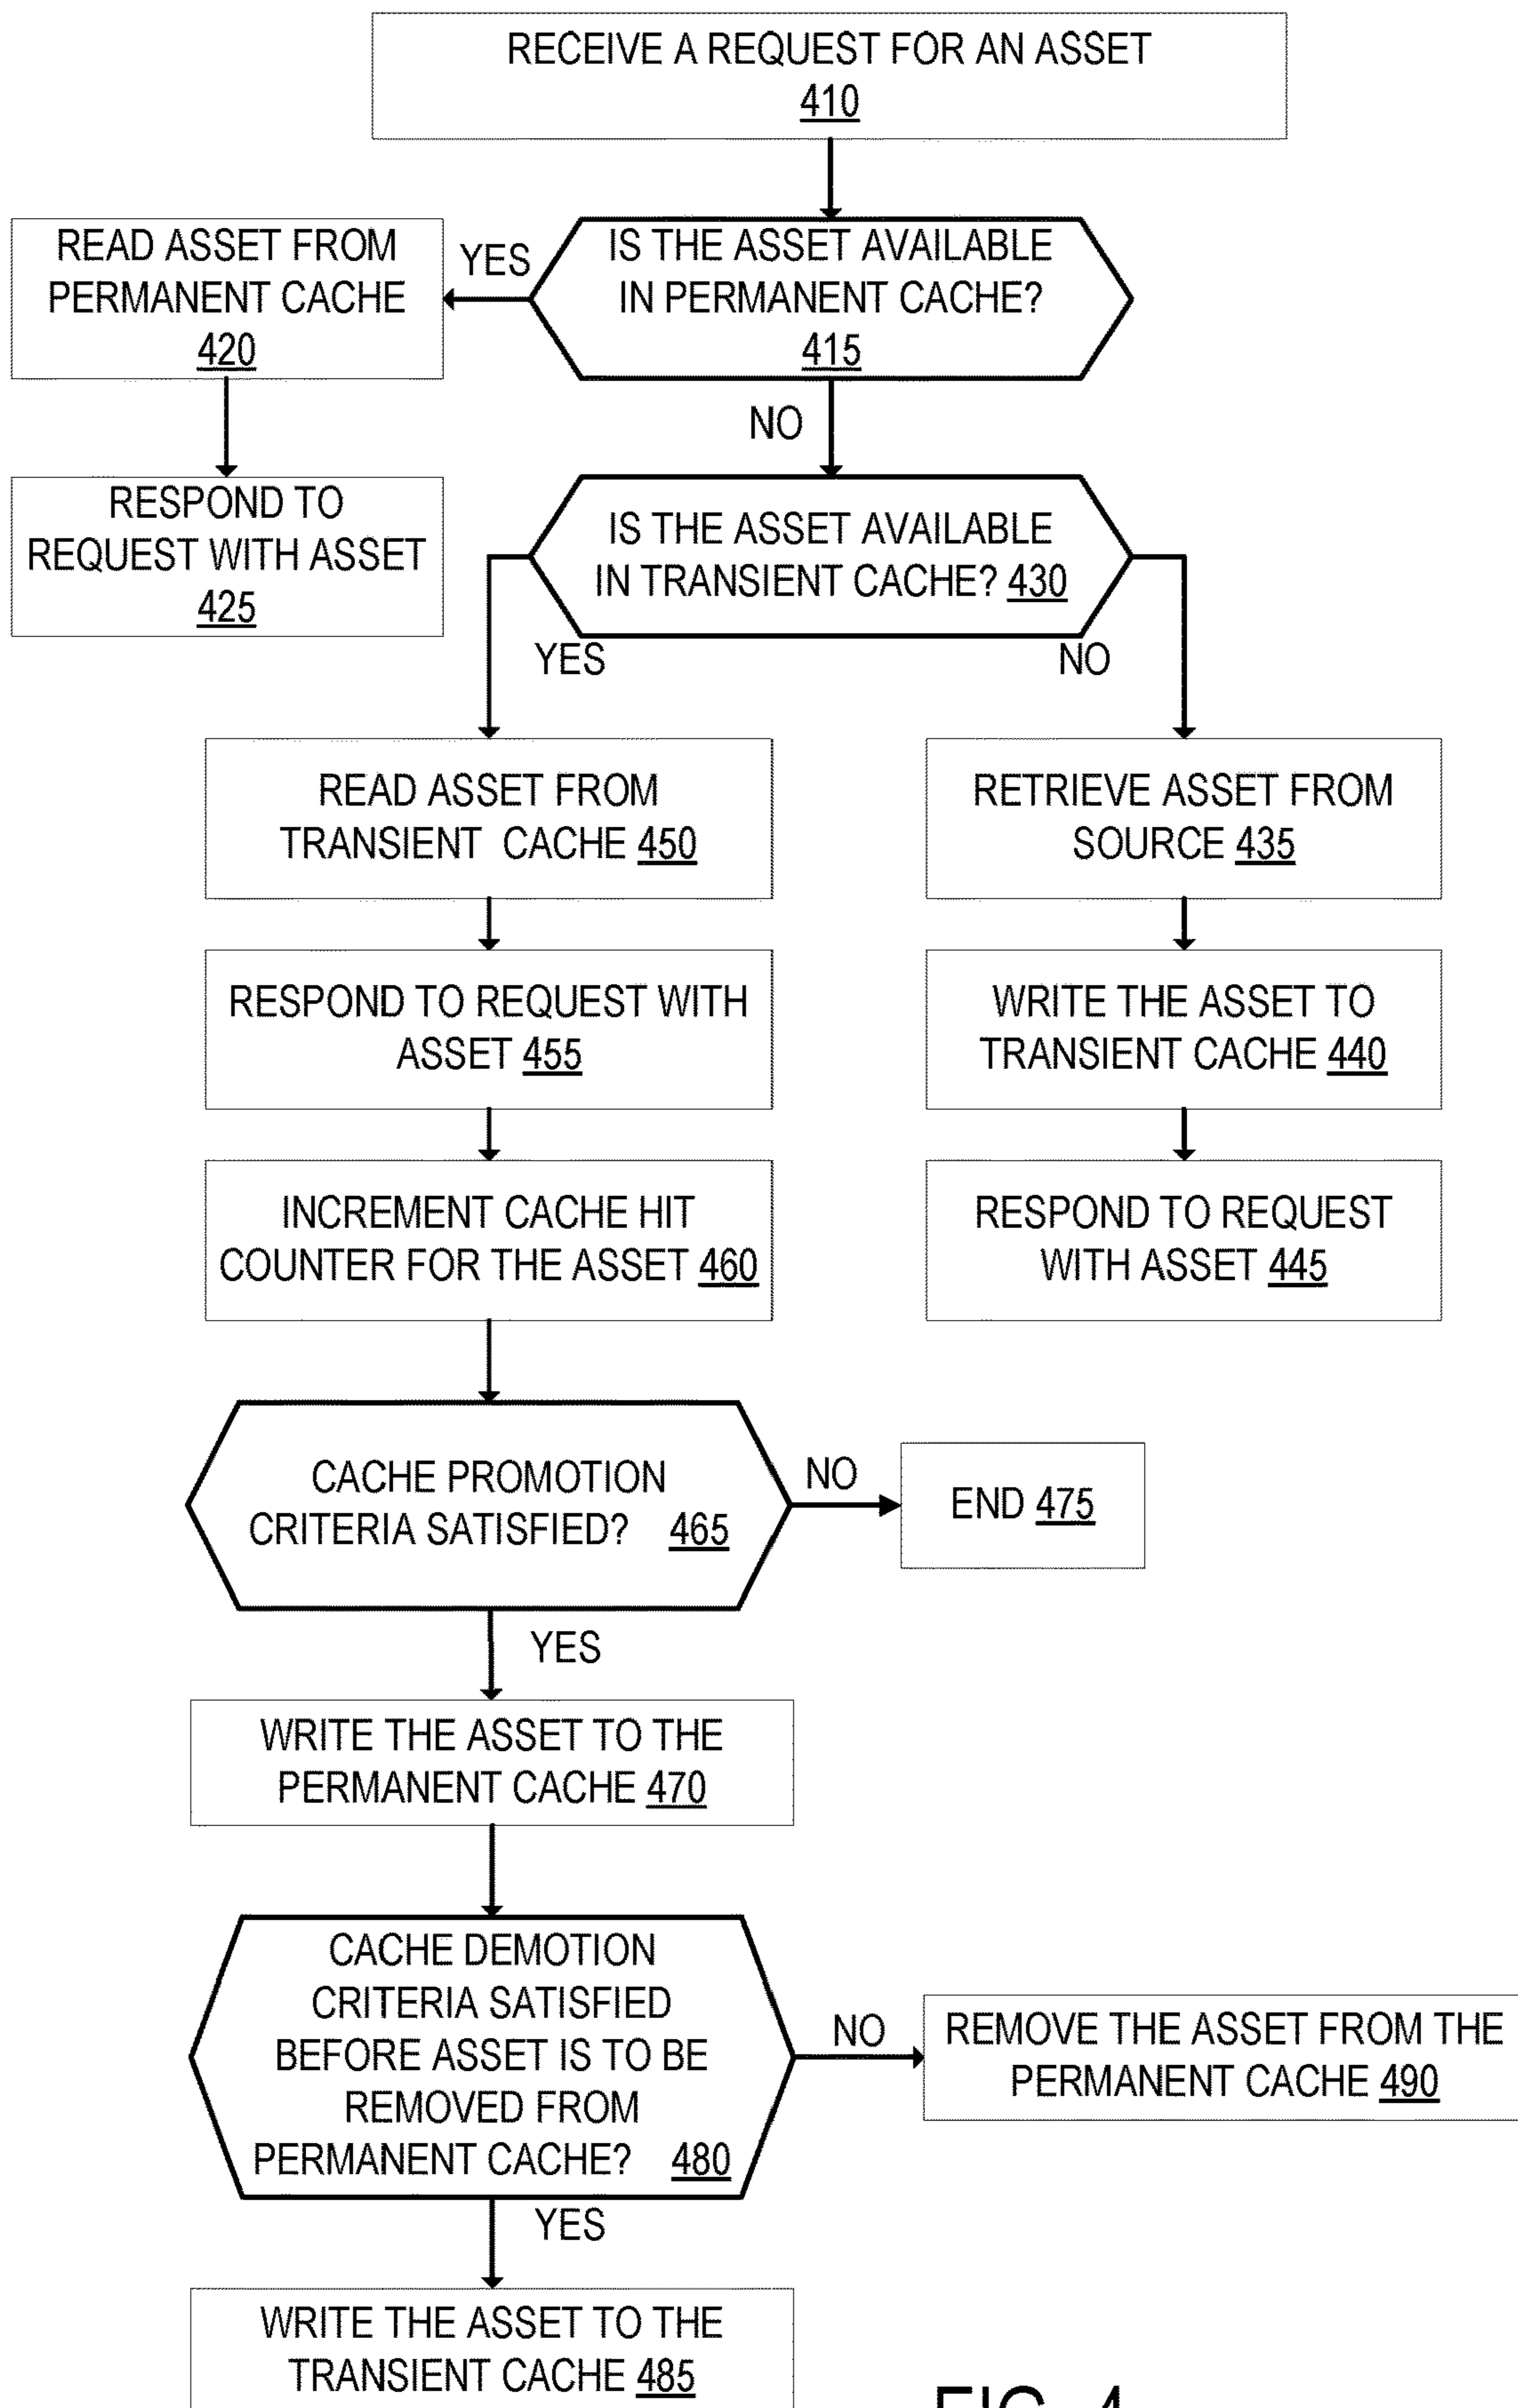 RECEIVE A REQUEST FOR AN ASSET
410
READ ASSET FROM
PERMANENT CACHE
420
YES
IS THE ASSET AVAILABLE
IN PERMANENT CACHE?
415
NO
RESPOND TO
REQUEST WITH ASSET
425
IS THE ASSET AVAILABLE
IN TRANSIENT CACHE? 430
YES
NO
READ ASSET FROM
TRANSIENT CACHE 450
RETRIEVE ASSET FROM
SOURCE 435
RESPOND TO REQUEST WITH
ASSET 455
WRITE THE ASSET TO
TRANSIENT CACHE 440
INCREMENT CACHE HIT
COUNTER FOR THE ASSET 460
RESPOND TO REQUEST
WITH ASSET 445
CACHE PROMOTION
CRITERIA SATISFIED? 465
NO
END 475
YES
WRITE THE ASSET TO THE
PERMANENT CACHE 470
CACHE DEMOTION
CRITERIA SATISFIED
BEFORE ASSET IS TO BE
REMOVED FROM
PERMANENT CACHE? 480
NO
REMOVE THE ASSET FROM THE
PERMANENT CACHE 490
YES
WRITE THE ASSET TO THE
TRANSIENT CACHE 485
FIG. 4